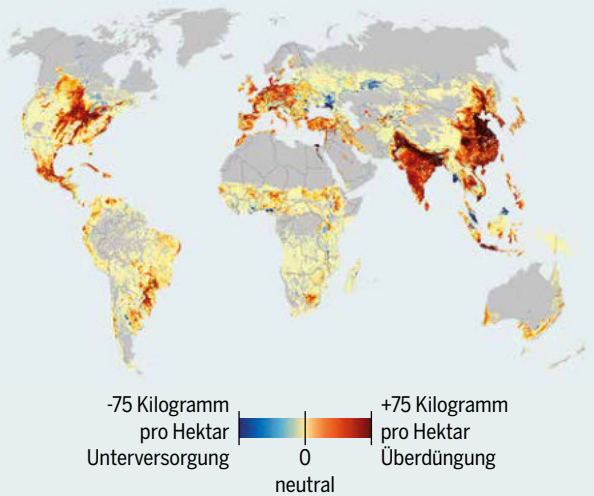 -75 Kilogramm
pro Hektar
Unterversorgung
0
neutral
+75 Kilogramm
pro Hektar
Überdüngung